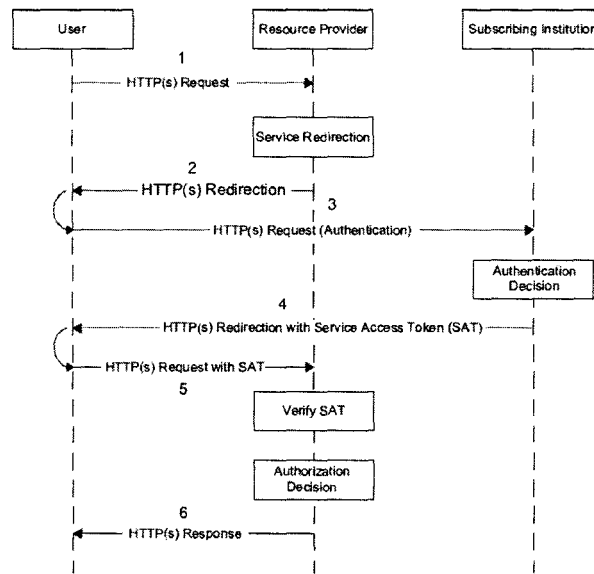 User
Resource Provider
Subscribing Institution
1
HTTP(s) Request
Service Redirection
2
HTTP(s) Redirection
3
HTTP(s) Request (Authentication)
Authentication
Decision
4
HTTP(s) Redirection with Service Access Token (SAT)
HTTP(s) Request with SAT
5
Verify SAT
Authorization
Decision
6
HTTP(s) Response